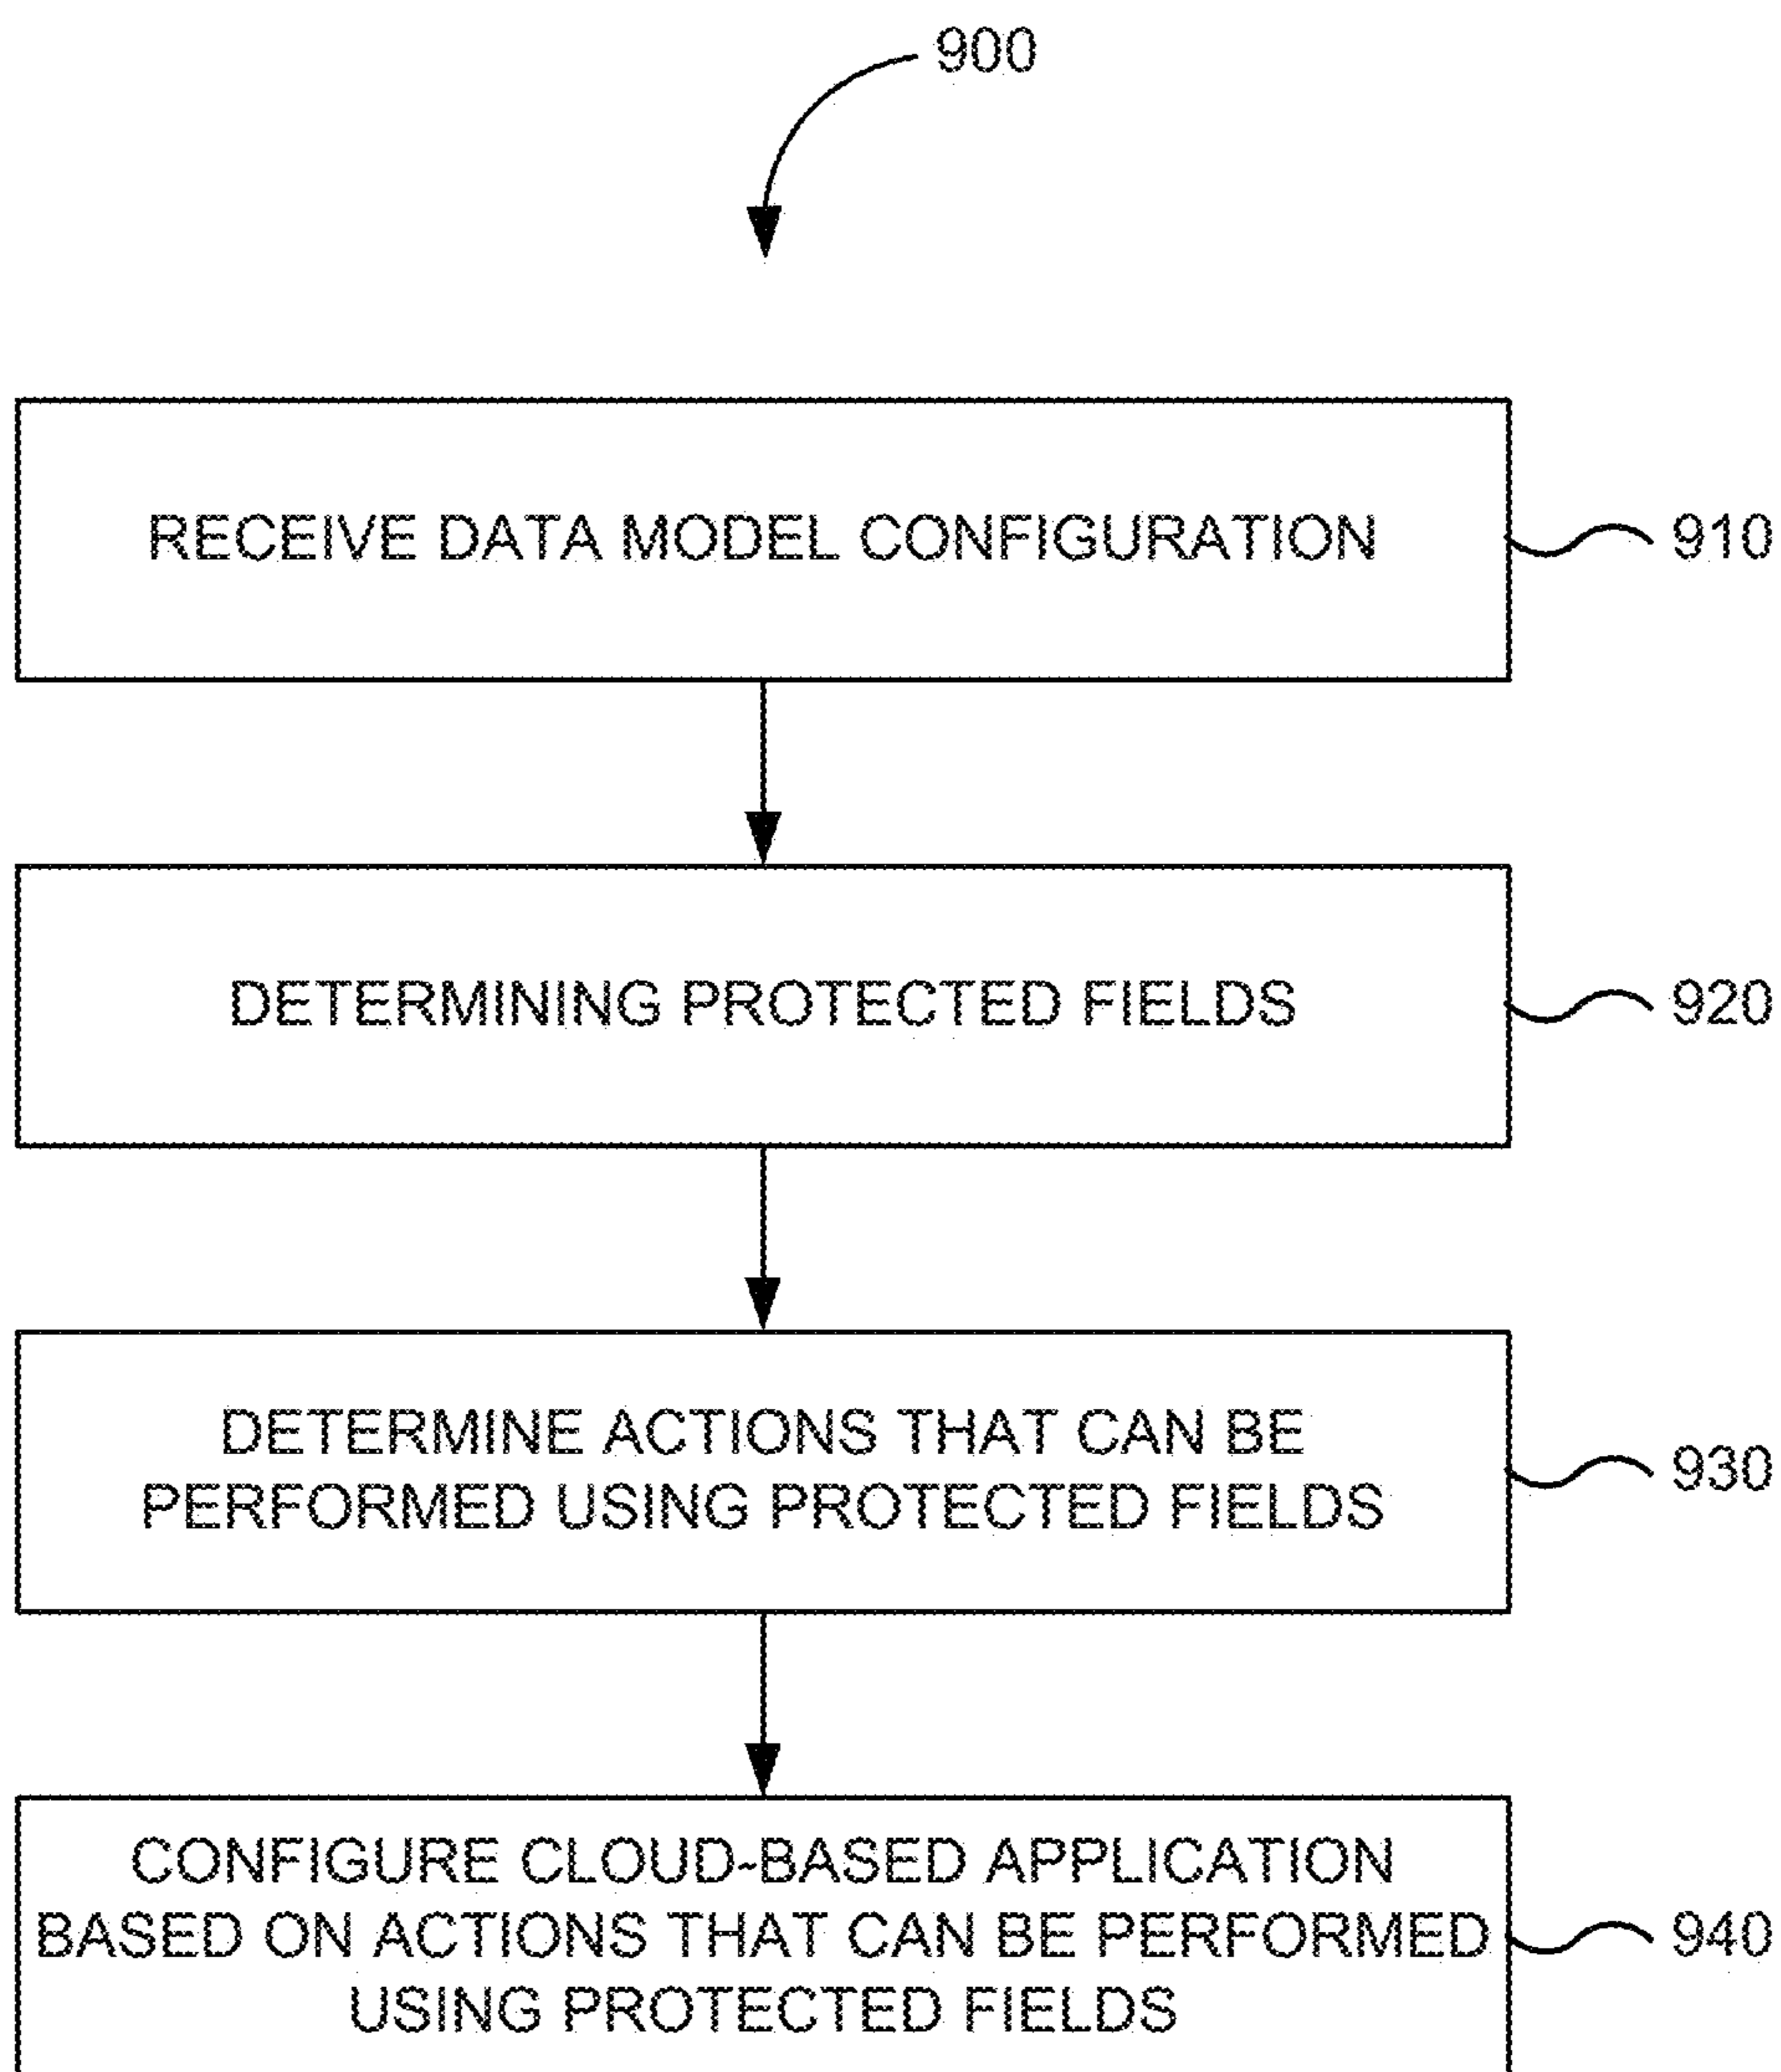 900
RECEIVE DATA MODEL CONFIGURATION
910
DETERMINING PROTECTED FIELDS
920
DETERMINE ACTIONS THAT CAN BE
PERFORMED USING PROTECTED FIELDS
930
CONFIGURE CLOUD-BASED APPLICATION
BASED ON ACTIONS THAT CAN BE PERFORMED
USING PROTECTED FIELDS
940